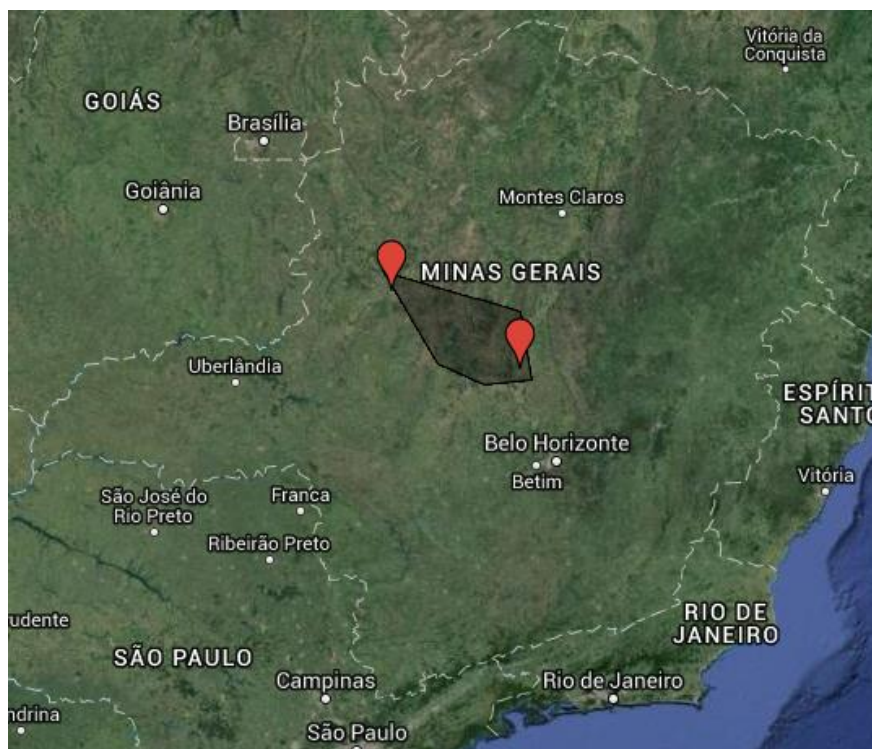 Vitória da
Conquista
GOIÁS
Brasília
Goiânia
Montes Claros
MINAS GERAIS
Uberlândia
ESPÍRIT
SANTO
Belo Horizonte
Betim
Vitória
Franca
São José do
Rio Preto
Ribeirão Preto
rudente
RIO DE
JANEIRO
SÃO PAULO
Campinas
Rio de Janeiro
ndrina
São Paulo